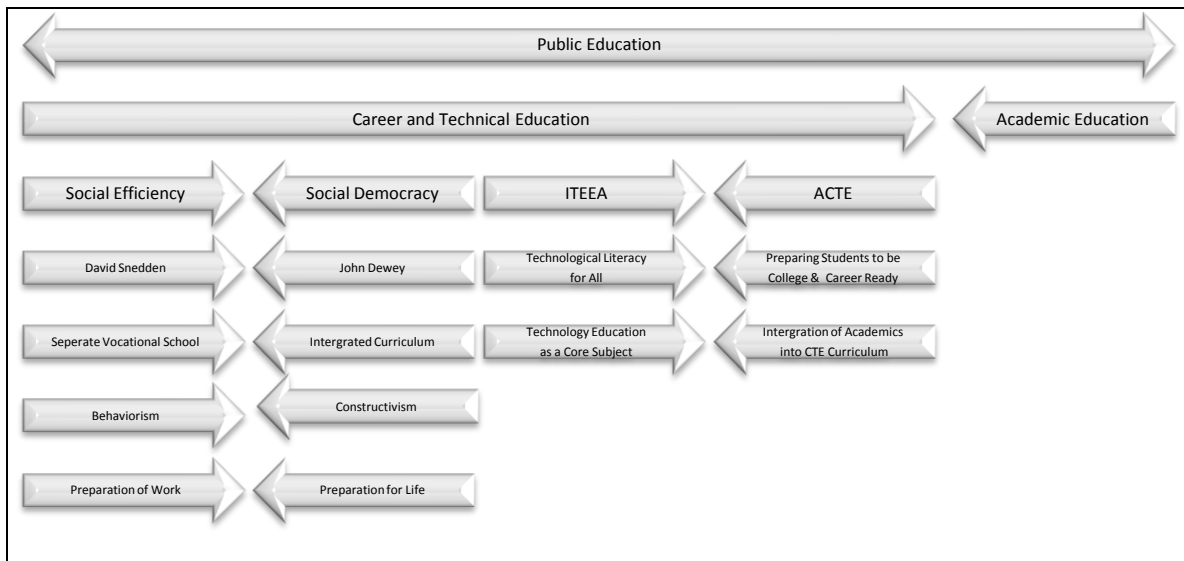 Public Education
Career and Technical Education
Academic Education
Social Efficiency
Social Democracy
ITEEA
ACTE
David Snedden
John Dewey
Technological Literacy
for All
Preparing Students to be
College & Career Ready
Seperate Vocational School
Intergrated Curriculum
Technology Education
as a Core Subject
Intergration of Academics
into CTE Curriculum
Behaviorism
Constructivism
Preparation of Work
Preparation for Life